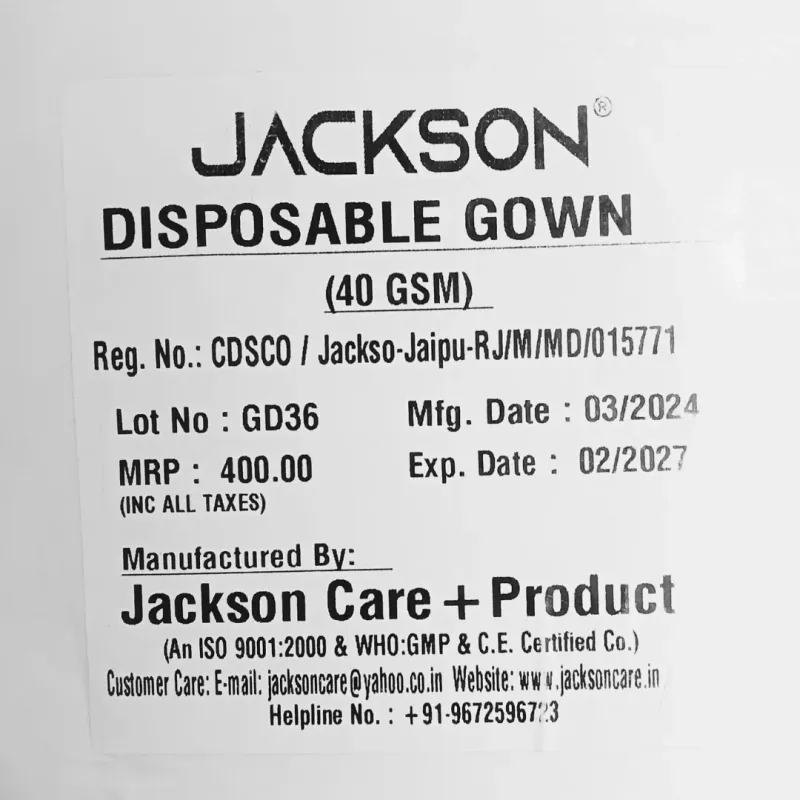 JACKSON®
DISPOSABLE GOWN
(40 GSM)
Reg. No.: CDSCO / Jackso-Jaipu-RJ/M/MD/015771
Lot No : GD36 Mfg. Date : 03/2024
MRP : 400.00 Exp. Date : 02/2027
(INC ALL TAXES)
Manufactured By:
Jackson Care + Product
(An ISO 9001:2000 & WHO:GMP & C.E. Certified Co.)
Customer Care: E-mail: jacksoncare@yahoo.co.in Website: www.jacksoncare.in
Helpline No. :